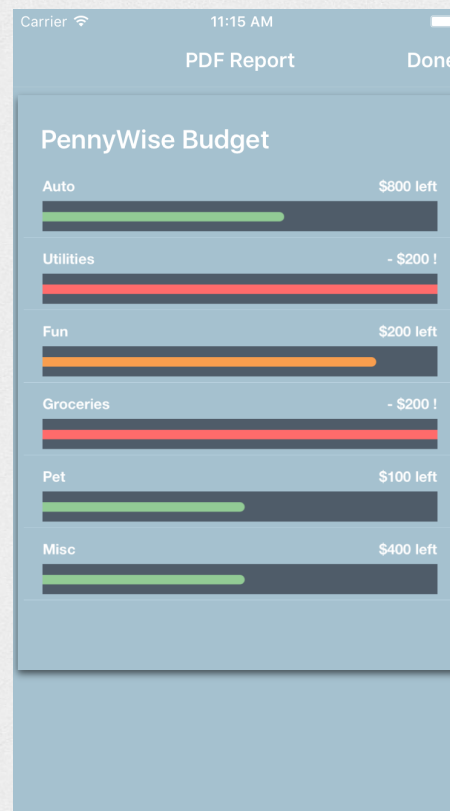 Carrier 11:15 AM
PDF Report Done
PennyWise Budget
Auto $800 left
Utilities - $200 !
Fun $200 left
Groceries - $200 !
Pet $100 left
Misc $400 left